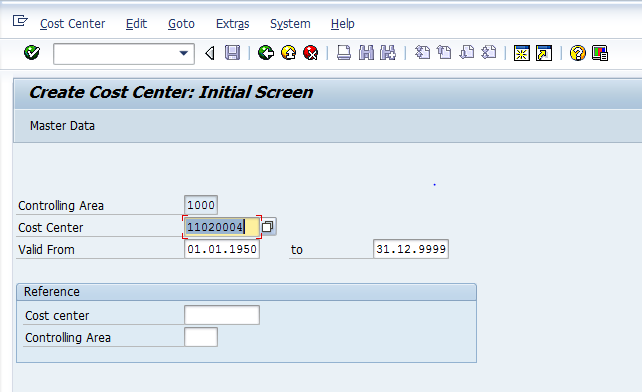 Cost Center Edit Goto Extras System Help
Create Cost Center: Initial Screen
Master Data
Controlling Area 1000
Cost Center 11020004
Valid From 01.01.1950 to 31.12.9999
Reference
Cost center
Controlling Area